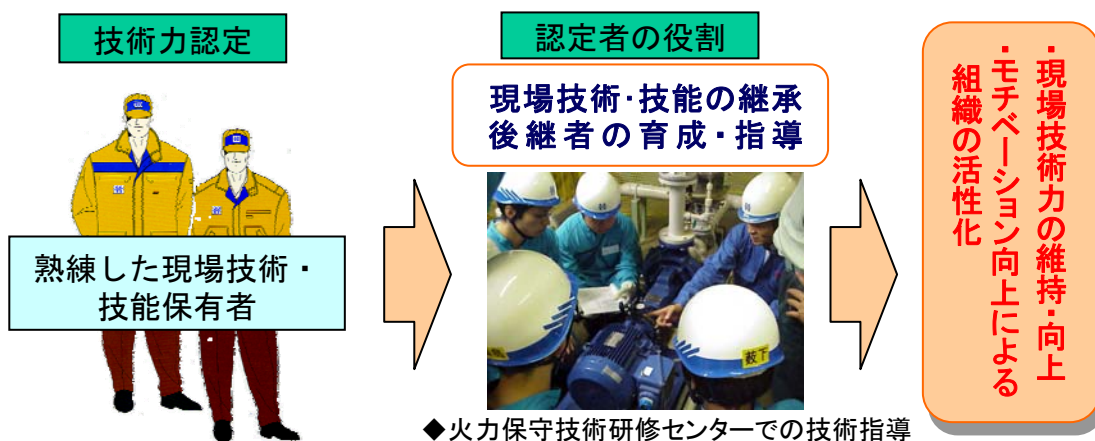 技術力認定
熟練した現場技術・
技能保有者
認定者の役割
現場技術・技能の継承
後継者の育成・指導
薮下
◆火力保守技術研修センターでの技術指導
・現場技術力の維持・向上
・モチベーション向上による
組織の活性化